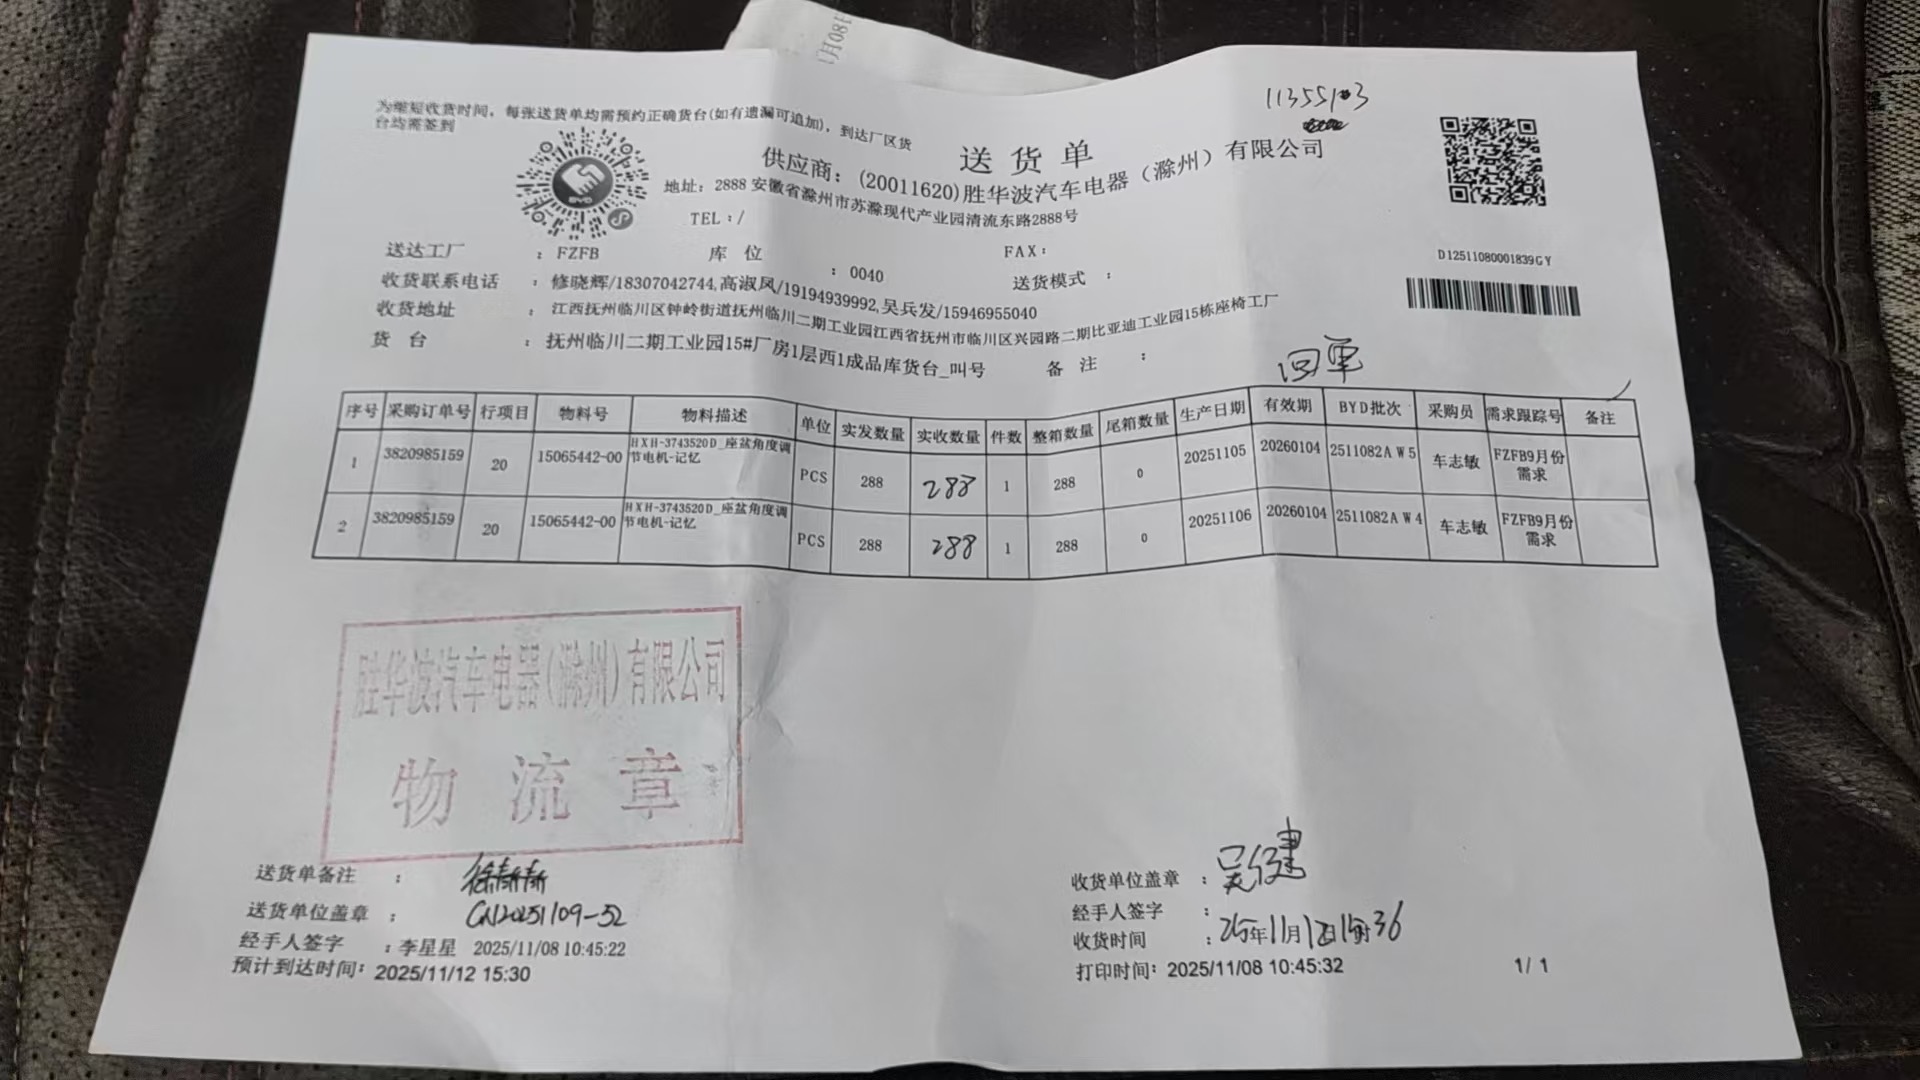 为缩短收货时间，每张送货单均需预约正确货台(如有遗漏可追加)，到达厂区货
台均需签到
送货单
供应商：(20011620)胜华波汽车电器（滁州）有限公司
地址：2888 安徽省滁州市苏滁现代产业园清流东路2888号
TEL：/
FAX：
D12511080001839GY
送达工厂 ：FZFB 库位 ：0040 送货模式 ：
收货联系电话 ：修晓辉/18307042744,高淑凤/19194939992,吴兵发/15946955040
收货地址 ：江西抚州临川区钟岭街道抚州临川二期工业园江西省抚州市临川区兴园路二期比亚迪工业园15栋座椅工厂
货台 ：抚州临川二期工业园15#厂房1层西1成品库货台_叫号 备注 ：
回单
序号 采购订单号 行项目 物料号 物料描述 单位 实发数量 实收数量 件数 整箱数量 尾箱数量 生产日期 有效期 BYD批次 采购员 需求跟踪号 备注
1 3820985159 20 15065442-00 HXH-3743520D_座盆角度调节电机-记忆 PCS 288 288 1 288 0 20251105 20260104 2511082AW5 车志敏 FZFB9月份需求
2 3820985159 20 15065442-00 HXH-3743520D_座盆角度调节电机-记忆 PCS 288 288 1 288 0 20251106 20260104 2511082AW4 车志敏 FZFB9月份需求
胜华波汽车电器(滁州)有限公司
物流章
送货单备注 ：
送货单位盖章 ：CN20251109-52
经手人签字 ：李星星 2025/11/08 10:45:22
预计到达时间：2025/11/12 15:30
收货单位盖章 ：
经手人签字 ：
收货时间 ：25年11月12日15时36
打印时间：2025/11/08 10:45:32
1/ 1